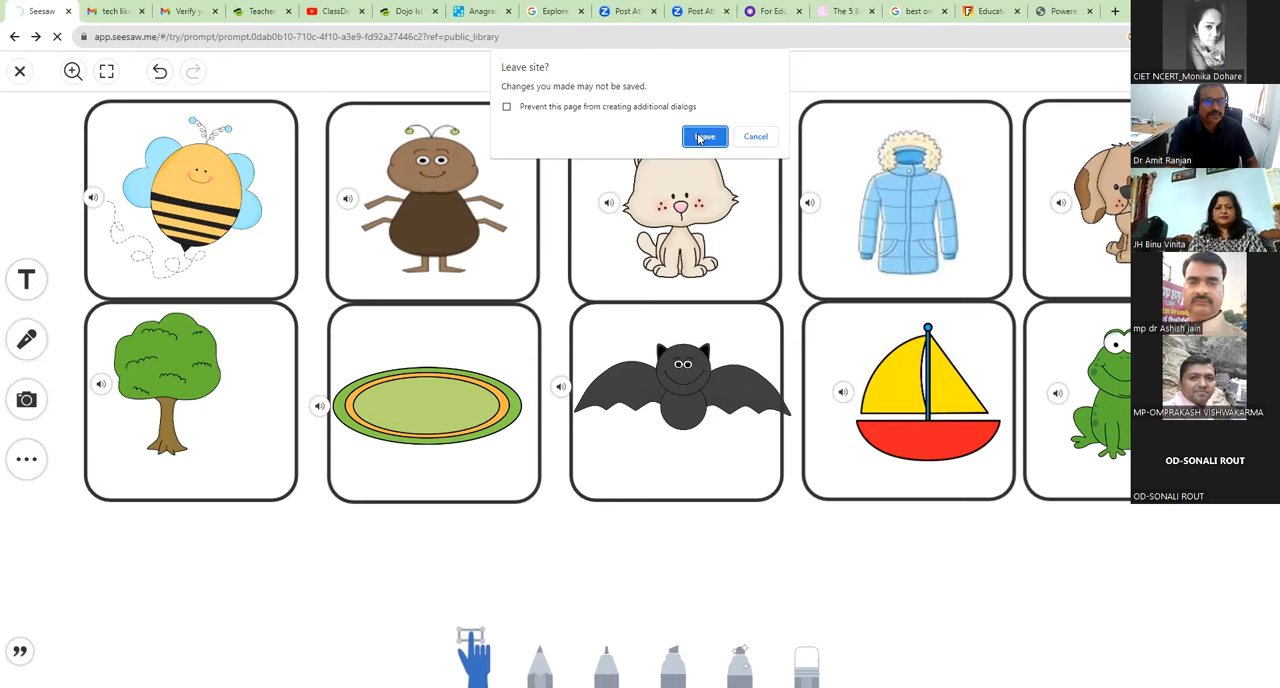 Seesaw
tech lik
Verify y
Teacher
ClassDo
Dojo Isl
Anagra
Explore
Post Att
Post Att
For Edu
The 5 B
best on
Educati
Powere
app.seesaw.me/#/try/prompt/prompt.0dab0b10-710c-4f10-a3e9-fd92a27446c2?ref=public_library
Leave site?
Changes you made may not be saved.
Prevent this page from creating additional dialogs
Leave
Cancel
T
CIET NCERT_Monika Dohare
Dr Amit Ranjan
JH Binu Vinita
mp dr Ashish jain
MP-OMPRAKASH VISHWAKARMA
OD-SONALI ROUT
OD-SONALI ROUT